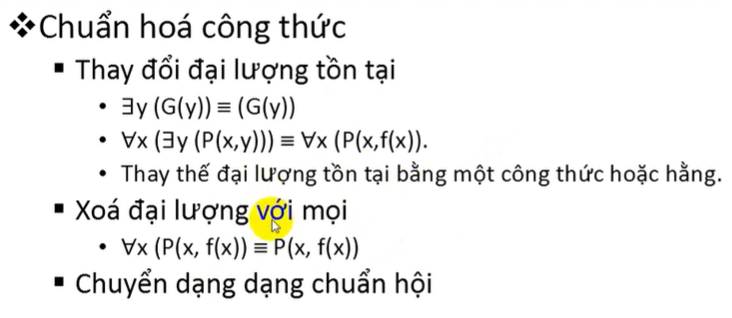 ❖Chuẩn hoá công thức
▪ Thay đổi đại lượng tồn tại
• ∃y (G(y)) ≡ (G(y))
• ∀x (∃y (P(x,y))) ≡ ∀x (P(x,f(x)).
• Thay thế đại lượng tồn tại bằng một công thức hoặc hằng.
▪ Xoá đại lượng với mọi
• ∀x (P(x, f(x)) ≡ P(x, f(x))
▪ Chuyển dạng dạng chuẩn hội